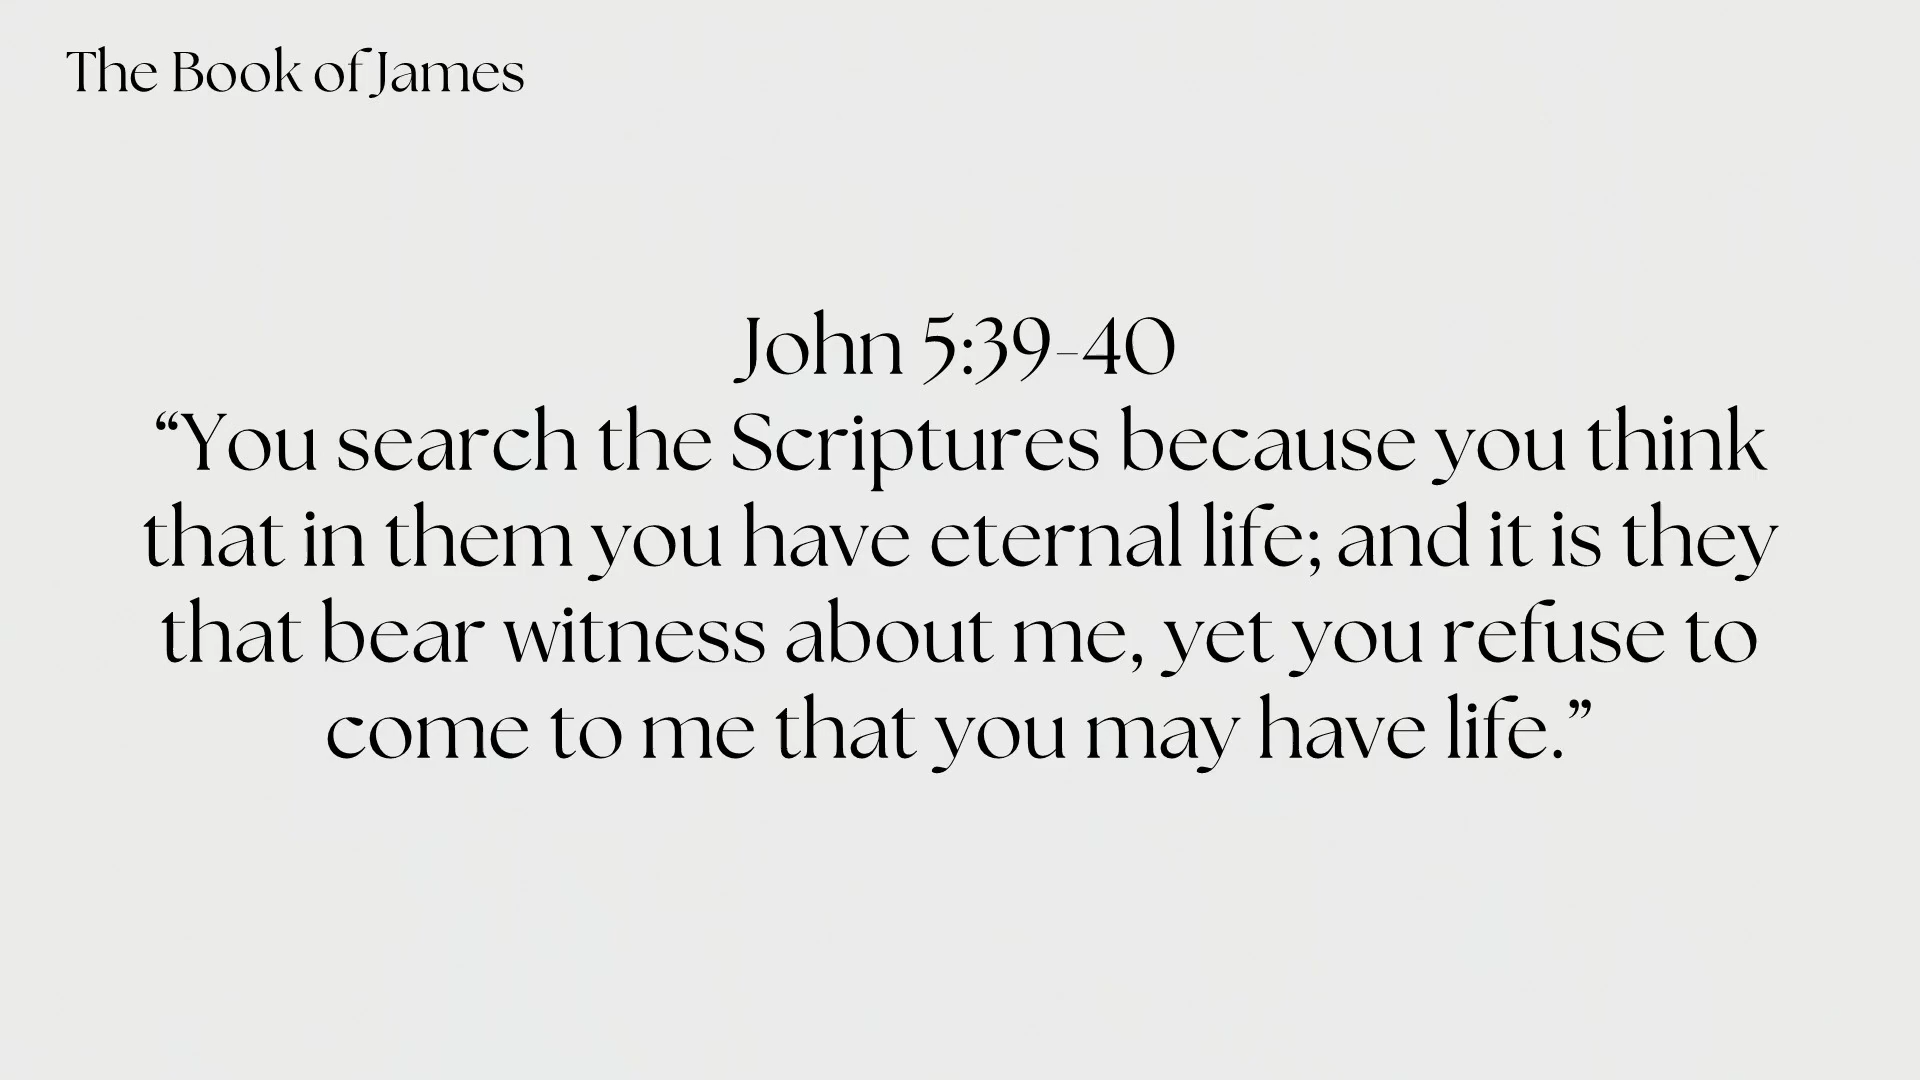 The Book of James
John 5:39-40
“You search the Scriptures because you think
that in them you have eternal life; and it is they
that bear witness about me, yet you refuse to
come to me that you may have life.”